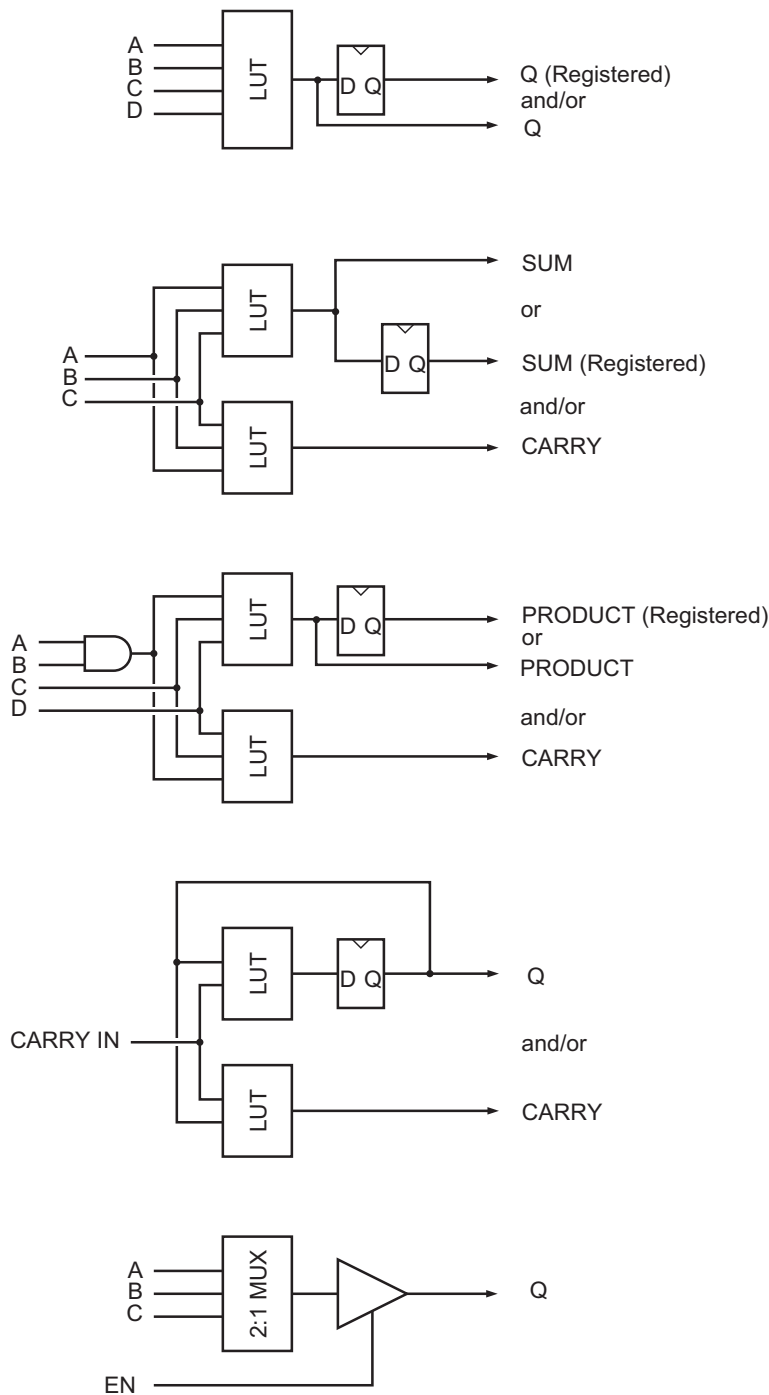 A
B
C
D
LUT
D Q
Q (Registered)
and/or
Q
A
B
C
LUT
LUT
D Q
SUM
or
SUM (Registered)
and/or
CARRY
A
B
C
D
LUT
LUT
D Q
PRODUCT (Registered)
or
PRODUCT
and/or
CARRY
CARRY IN
LUT
LUT
D Q
Q
and/or
CARRY
A
B
C
2:1 MUX
Q
EN